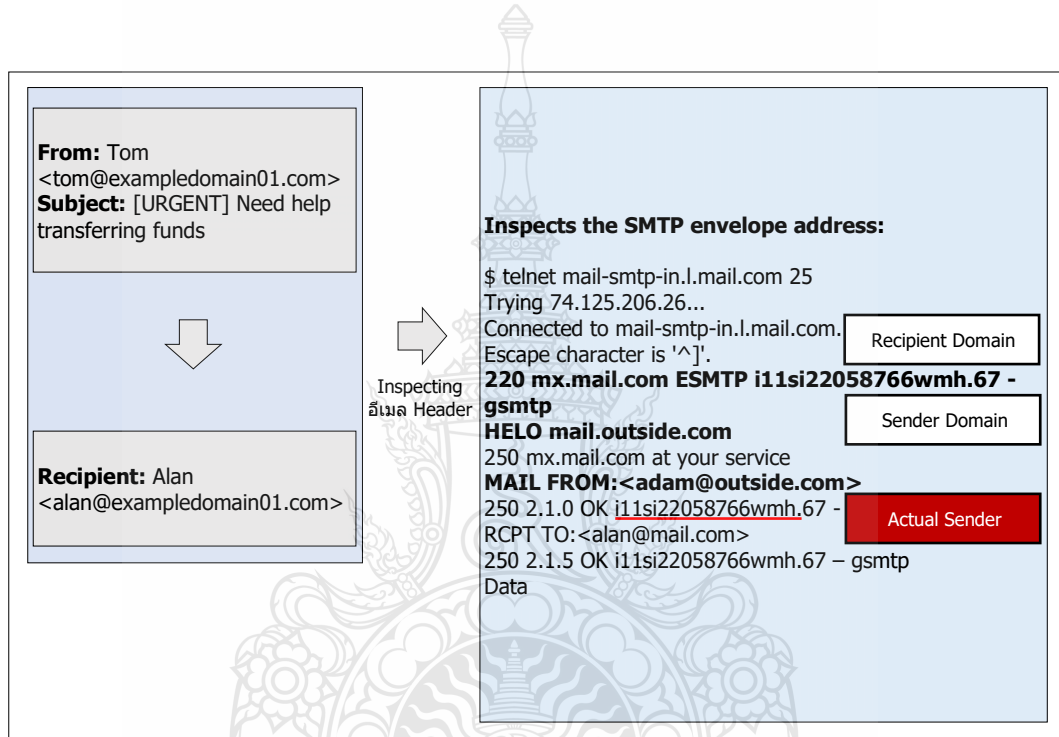 From: Tom
<tom@exampledomain01.com>
Subject: [URGENT] Need help
transferring funds
Recipient: Alan
<alan@exampledomain01.com>
Inspecting
อีเมล Header
Inspects the SMTP envelope address:
$ telnet mail-smtp-in.l.mail.com 25
Trying 74.125.206.26...
Connected to mail-smtp-in.l.mail.com.
Escape character is '^]'.
Recipient Domain
220 mx.mail.com ESMTP i11si22058766wmh.67 -
gsmtp
HELO mail.outside.com
Sender Domain
250 mx.mail.com at your service
MAIL FROM:<adam@outside.com>
250 2.1.0 OK i11si22058766wmh.67 -
Actual Sender
RCPT TO:<alan@mail.com>
250 2.1.5 OK i11si22058766wmh.67 – gsmtp
Data